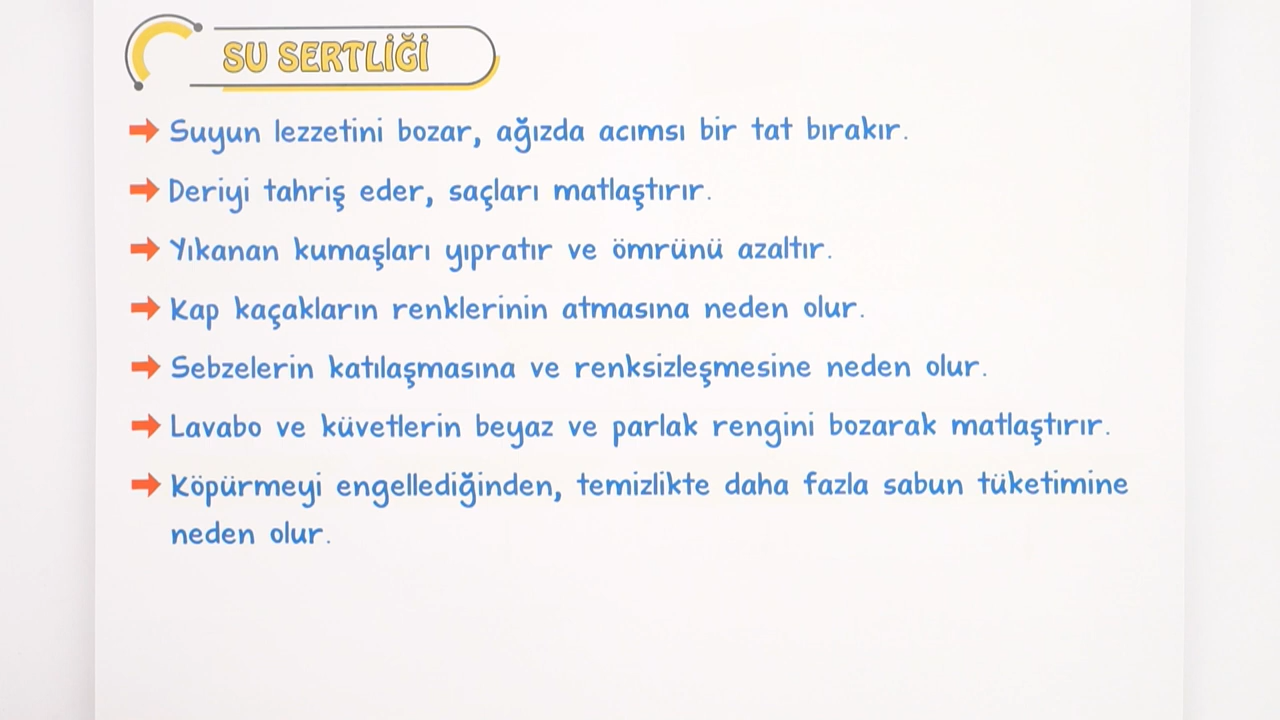 SU SERTLİĞİ
Suyun lezzetini bozar, ağızda acımsı bir tat bırakır.
Deriyi tahriş eder, saçları matlaştırır.
Yıkanan kumaşları yıpratır ve ömrünü azaltır.
Kap kaçakların renklerinin atmasına neden olur.
Sebzelerin katılaşmasına ve renksizleşmesine neden olur.
Lavabo ve küvetlerin beyaz ve parlak rengini bozarak matlaştırır.
Köpürmeyi engellediğinden, temizlikte daha fazla sabun tüketimine
neden olur.